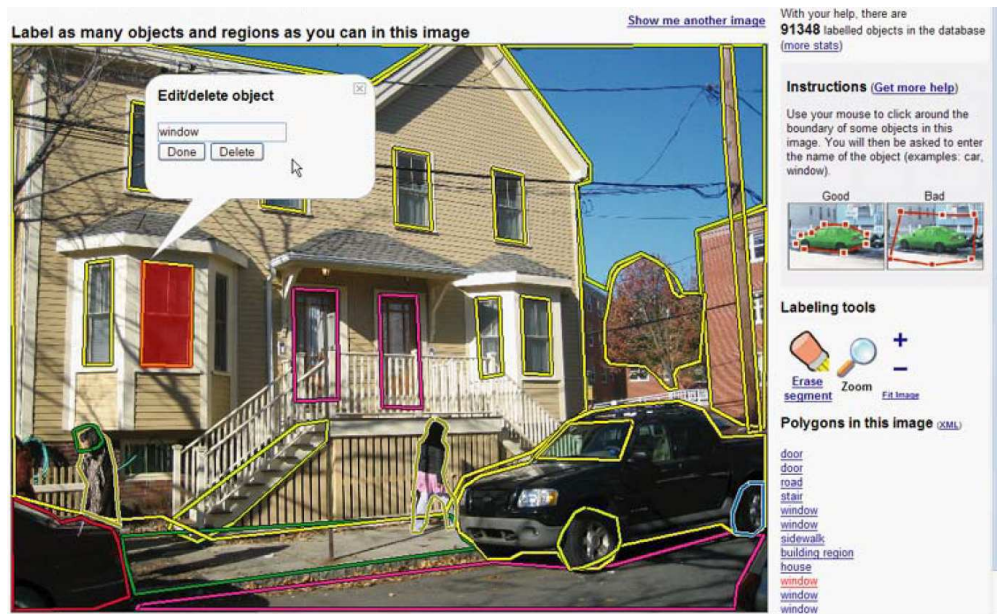 Label as many objects and regions as you can in this image
Show me another image
Edit/delete object
window
Done Delete
With your help, there are
91348 labelled objects in the database
(more stats)
Instructions (Get more help)
Use your mouse to click around the
boundary of some objects in this
image. You will then be asked to enter
the name of the object (examples: car,
window).
Good Bad
Labeling tools
Erase
segment
Zoom
+
−
Fit Image
Polygons in this image (XML)
door
door
road
stair
window
window
sidewalk
building region
house
window
window
window